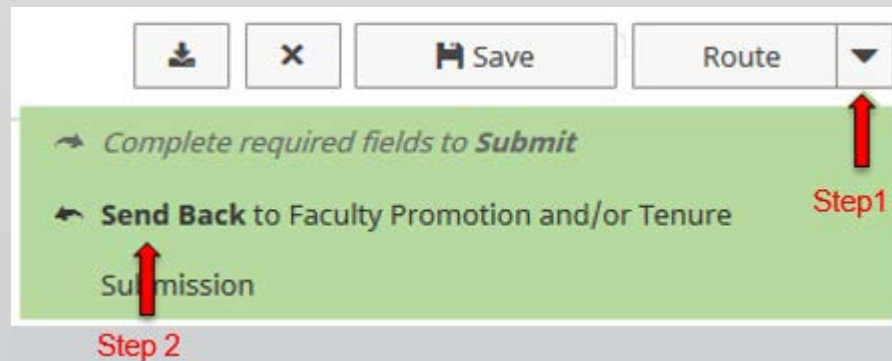 Save Route
Complete required fields to Submit
Send Back to Faculty Promotion and/or Tenure
Step1
Submission
Step 2